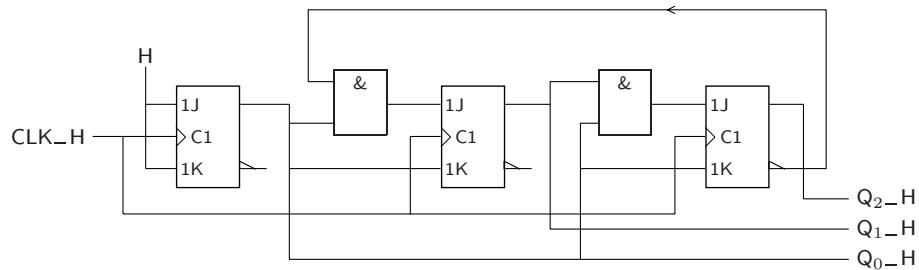 H
& &
1J 1J 1J
CLK_H C1 C1 C1
1K 1K 1K
Q2_H
Q1_H
Q0_H